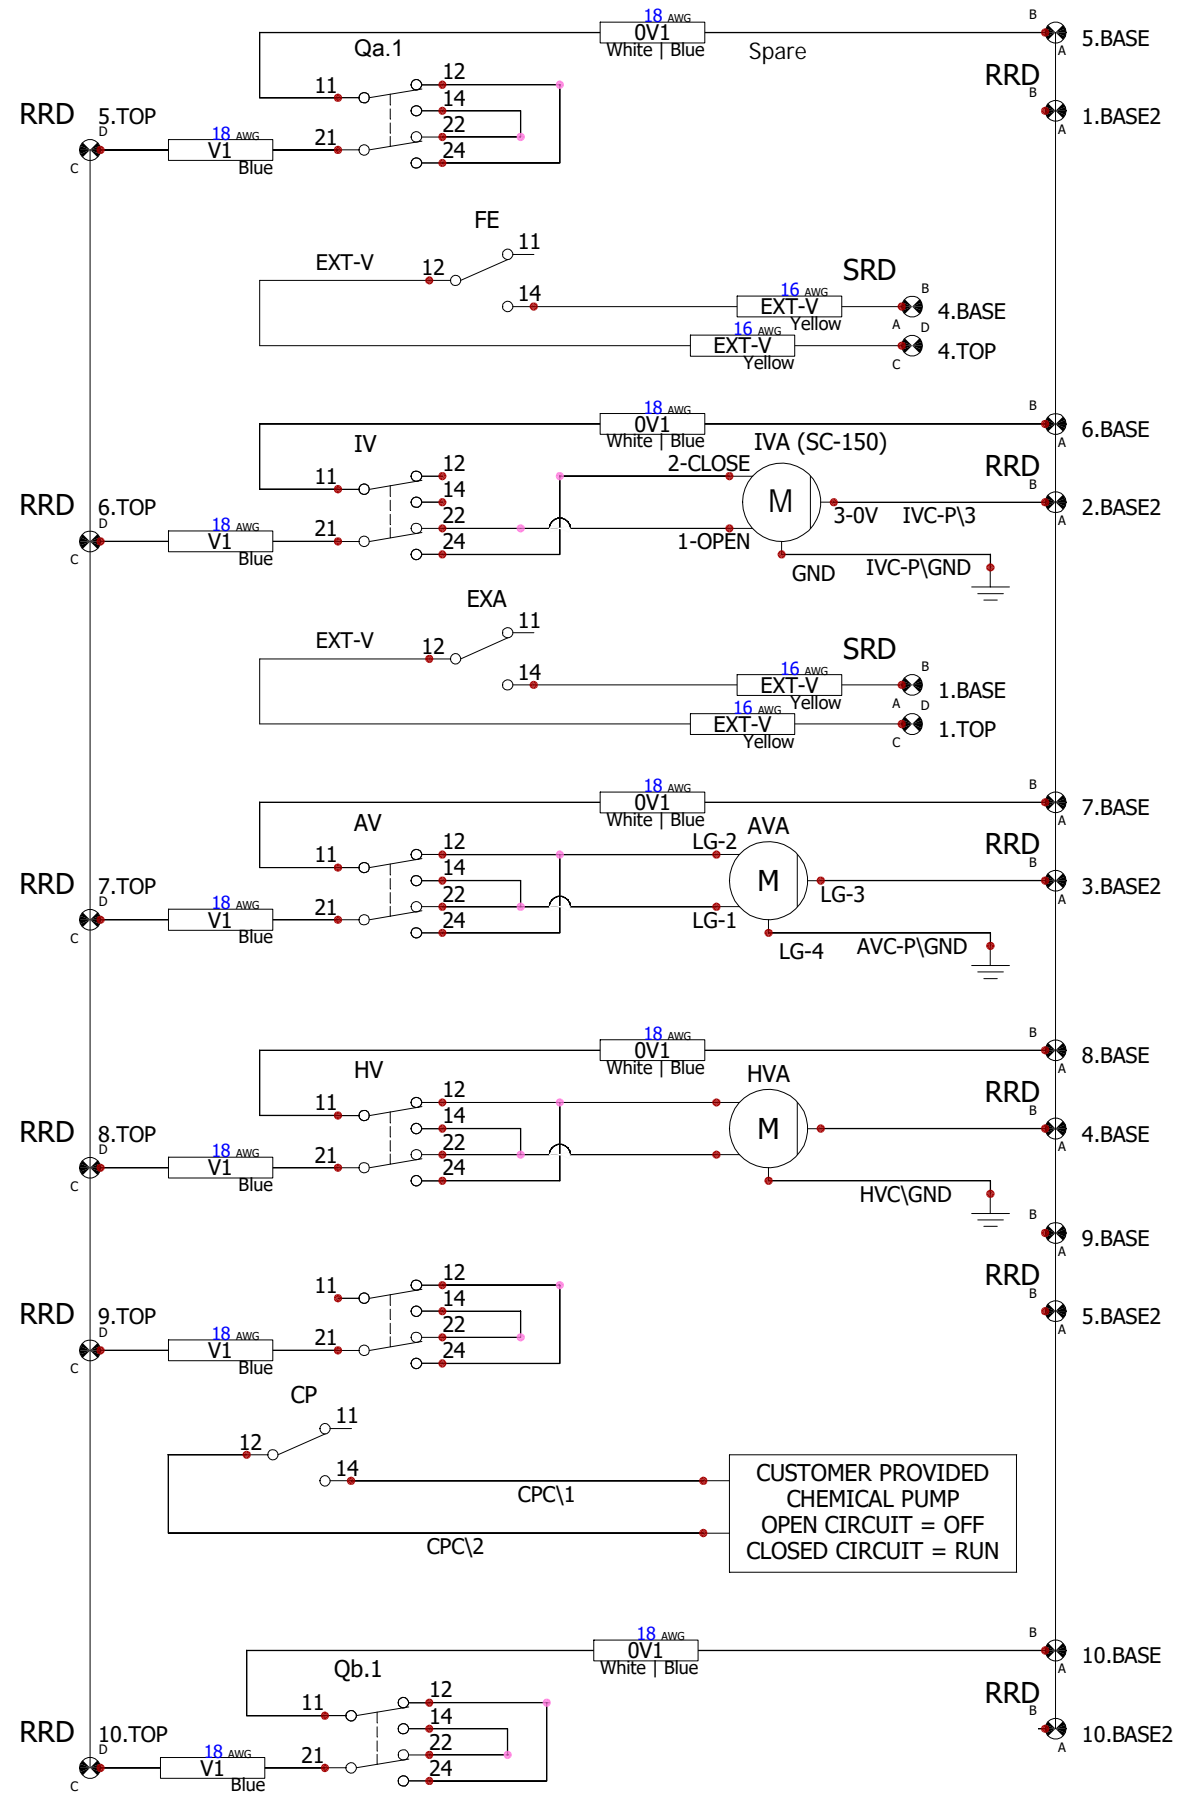 18 AWG
0V1
White | Blue
Spare
B
A
5.BASE
Qa.1
11
12
14
22
24
RRD
B
A
1.BASE2
RRD
5.TOP
D
C
18 AWG
V1
Blue
21
FE
11
EXT-V
12
14
SRD
16 AWG
EXT-V
Yellow
B
A
4.BASE
16 AWG
EXT-V
Yellow
D
C
4.TOP
18 AWG
0V1
White | Blue
B
A
6.BASE
IV
11
12
14
22
24
2-CLOSE
1-OPEN
IVA (SC-150)
M
3-0V
IVC-P\3
RRD
B
A
2.BASE2
GND
IVC-P\GND
RRD
6.TOP
D
C
18 AWG
V1
Blue
21
EXA
11
EXT-V
12
14
SRD
16 AWG
EXT-V
Yellow
B
A
1.BASE
16 AWG
EXT-V
Yellow
D
C
1.TOP
18 AWG
0V1
White | Blue
B
A
7.BASE
AV
11
12
14
22
24
LG-2
LG-1
AVA
M
LG-3
RRD
B
A
3.BASE2
LG-4
AVC-P\GND
RRD
7.TOP
D
C
18 AWG
V1
Blue
21
18 AWG
0V1
White | Blue
B
A
8.BASE
HV
11
12
14
22
24
HVA
M
RRD
B
A
4.BASE
HVC\GND
RRD
8.TOP
D
C
18 AWG
V1
Blue
21
B
A
9.BASE
11
12
14
22
24
RRD
B
A
5.BASE2
RRD
9.TOP
D
C
18 AWG
V1
Blue
21
CP
11
12
14
CPC\1
CPC\2
CUSTOMER PROVIDED
CHEMICAL PUMP
OPEN CIRCUIT = OFF
CLOSED CIRCUIT = RUN
18 AWG
0V1
White | Blue
B
A
10.BASE
Qb.1
11
12
14
22
24
RRD
B
A
10.BASE2
RRD
10.TOP
D
C
18 AWG
V1
Blue
21